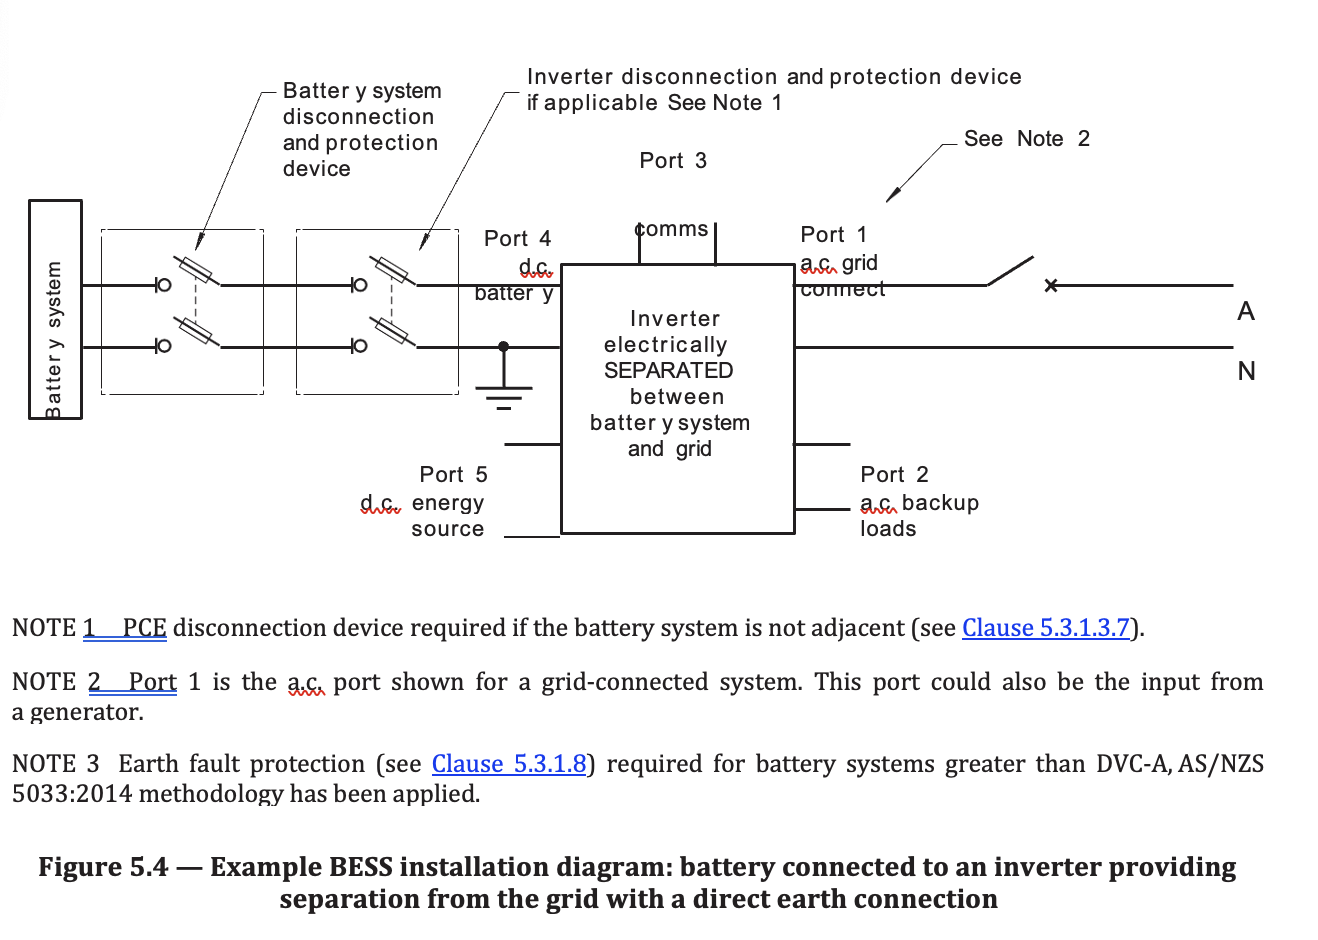 Battery system
disconnection
and protection
device
Inverter disconnection and protection device
if applicable See Note 1
See Note 2
Port 3
comms
Port 4
d.c.
battery
Port 1
a.c. grid
connect
Battery system
Inverter
electrically
SEPARATED
between
battery system
and grid
A
N
Port 5
d.c. energy
source
Port 2
a.c. backup
loads
NOTE 1 PCE disconnection device required if the battery system is not adjacent (see Clause 5.3.1.3.7).
NOTE 2 Port 1 is the a.c. port shown for a grid-connected system. This port could also be the input from
a generator.
NOTE 3 Earth fault protection (see Clause 5.3.1.8) required for battery systems greater than DVC-A, AS/NZS
5033:2014 methodology has been applied.
Figure 5.4 — Example BESS installation diagram: battery connected to an inverter providing
separation from the grid with a direct earth connection